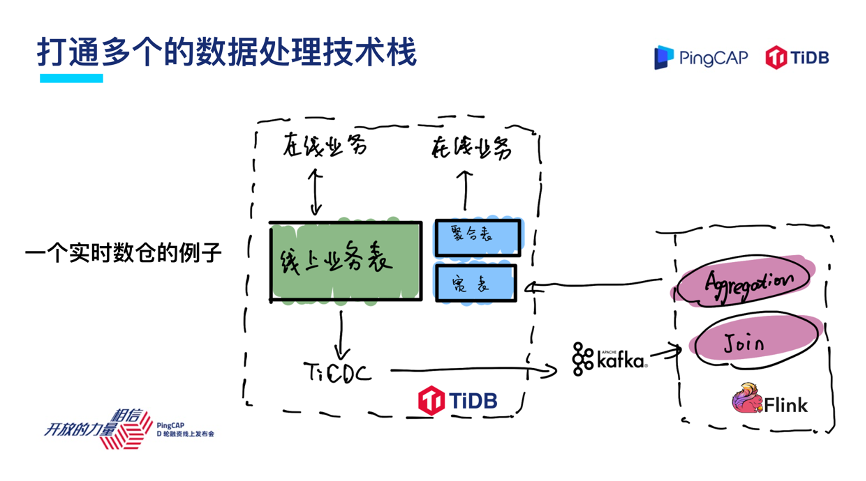 打通多个的数据处理技术栈
PingCAP
TiDB
在线业务
在线业务
聚合表
线上业务表
宽表
一个实时数仓的例子
Aggregation
Join
APACHE
kafka
TiCDC
TiDB
Flink
相信
开放的力量
PingCAP
D 轮融资线上发布会